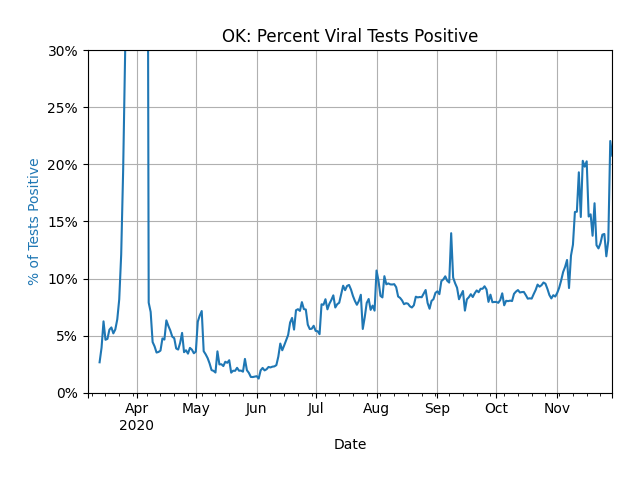 OK: Percent Viral Tests Positive
30%
25%
20%
15%
10%
5%
0%
% of Tests Positive
Apr May Jun Jul Aug Sep Oct Nov
2020
Date